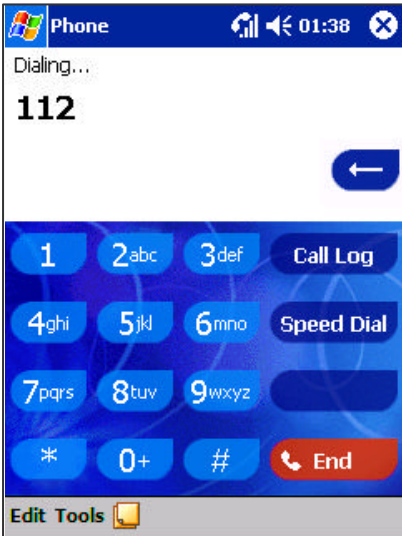 Phone 01:38
Dialing...
112
1 2abc 3def Call Log
4ghi 5jkl 6mno Speed Dial
7pqrs 8tuv 9wxyz
* 0+ # End
Edit Tools